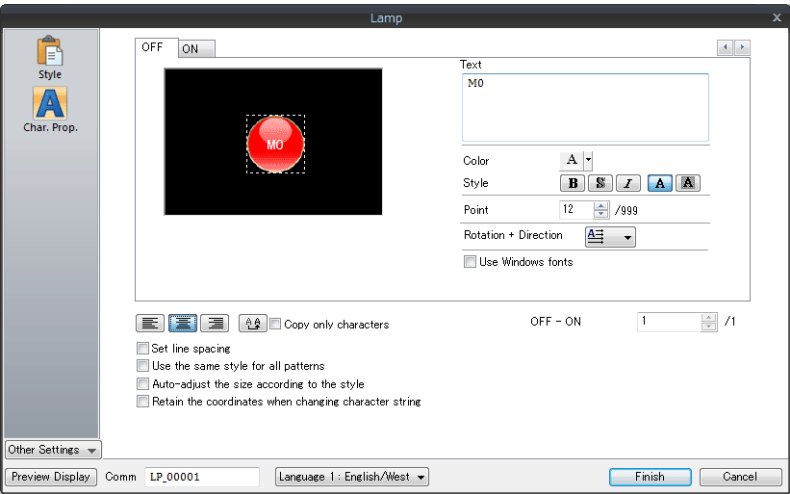 Lamp
x
Style
Char. Prop.
OFF
ON
M0
Text
M0
Color
A
Style
B S I A A
Point
12
/999
Rotation + Direction
A
Use Windows fonts
A A
Copy only characters
OFF - ON
1
/1
Set line spacing
Use the same style for all patterns
Auto-adjust the size according to the style
Retain the coordinates when changing character string
Other Settings
Preview Display
Comm
LP_00001
Language 1 : English/West
Finish
Cancel